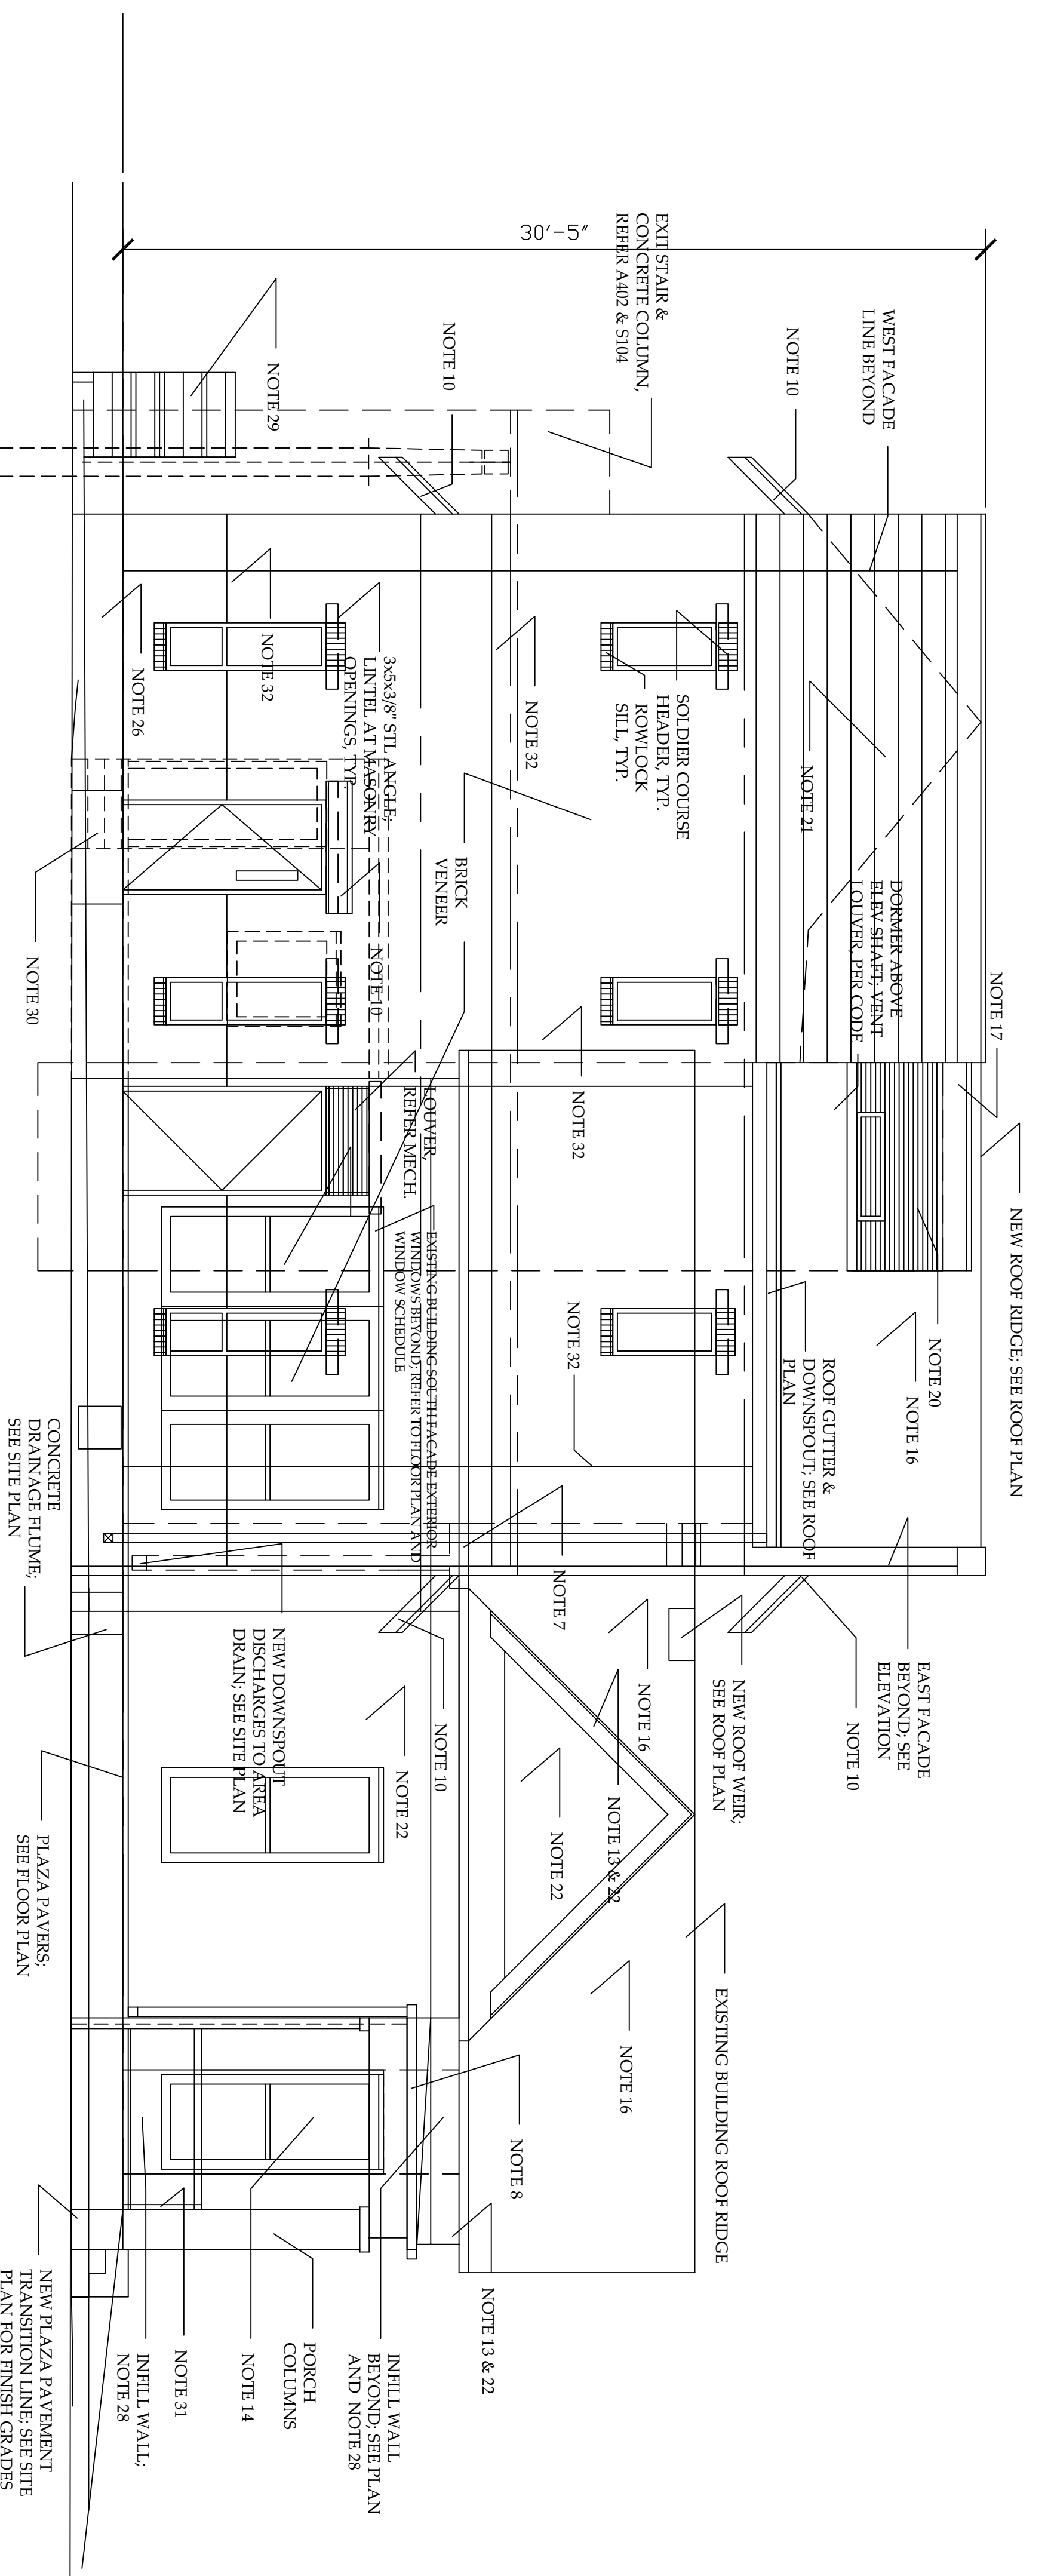 30'-5"
EXIT STAIR &
CONCRETE COLUMN,
REFER A402 & S104
WEST FACADE
LINE BEYOND
NOTE 10
NOTE 10
NOTE 29
NOTE 32
NOTE 26
3x5x3/8" STL ANGLE:
LINTEL AT MASONRY
OPENINGS, TYP.
NOTE 32
SOLDIER COURSE
HEADER, TYP.
ROWLOCK
SILL, TYP.
NOTE 21
BRICK
VENEER
DORMER ABOVE
ELEV SHAFT; VENT
LOUVER, PER CODE
NOTE 17
NOTE 10
NOTE 30
LOUVER,
REFER MECH.
NOTE 32
NEW ROOF RIDGE; SEE ROOF PLAN
EXISTING BUILDING SOUTH FACADE EXTERIOR
WINDOWS BEYOND; REFER TO FLOOR PLAN AND
WINDOW SCHEDULE
NOTE 32
NOTE 20
NOTE 16
ROOF GUTTER &
DOWNSPOUT; SEE ROOF
PLAN
CONCRETE
DRAINAGE FLUME;
SEE SITE PLAN
NOTE 7
NEW DOWNSPOUT
DISCHARGES TO AREA
DRAIN; SEE SITE PLAN
EAST FACADE
BEYOND; SEE
ELEVATION
NOTE 10
NEW ROOF WEIR;
SEE ROOF PLAN
NOTE 16
NOTE 10
NOTE 22
NOTE 13 & 22
NOTE 22
PLAZA PAVERS;
SEE FLOOR PLAN
EXISTING BUILDING ROOF RIDGE
NOTE 16
NOTE 8
NOTE 13 & 22
INFILL WALL
BEYOND; SEE PLAN
AND NOTE 28
PORCH
COLUMNS
NOTE 14
NOTE 31
INFILL WALL;
NOTE 28
NEW PLAZA PAVEMENT
TRANSITION LINE; SEE SITE
PLAN FOR FINISH GRADES